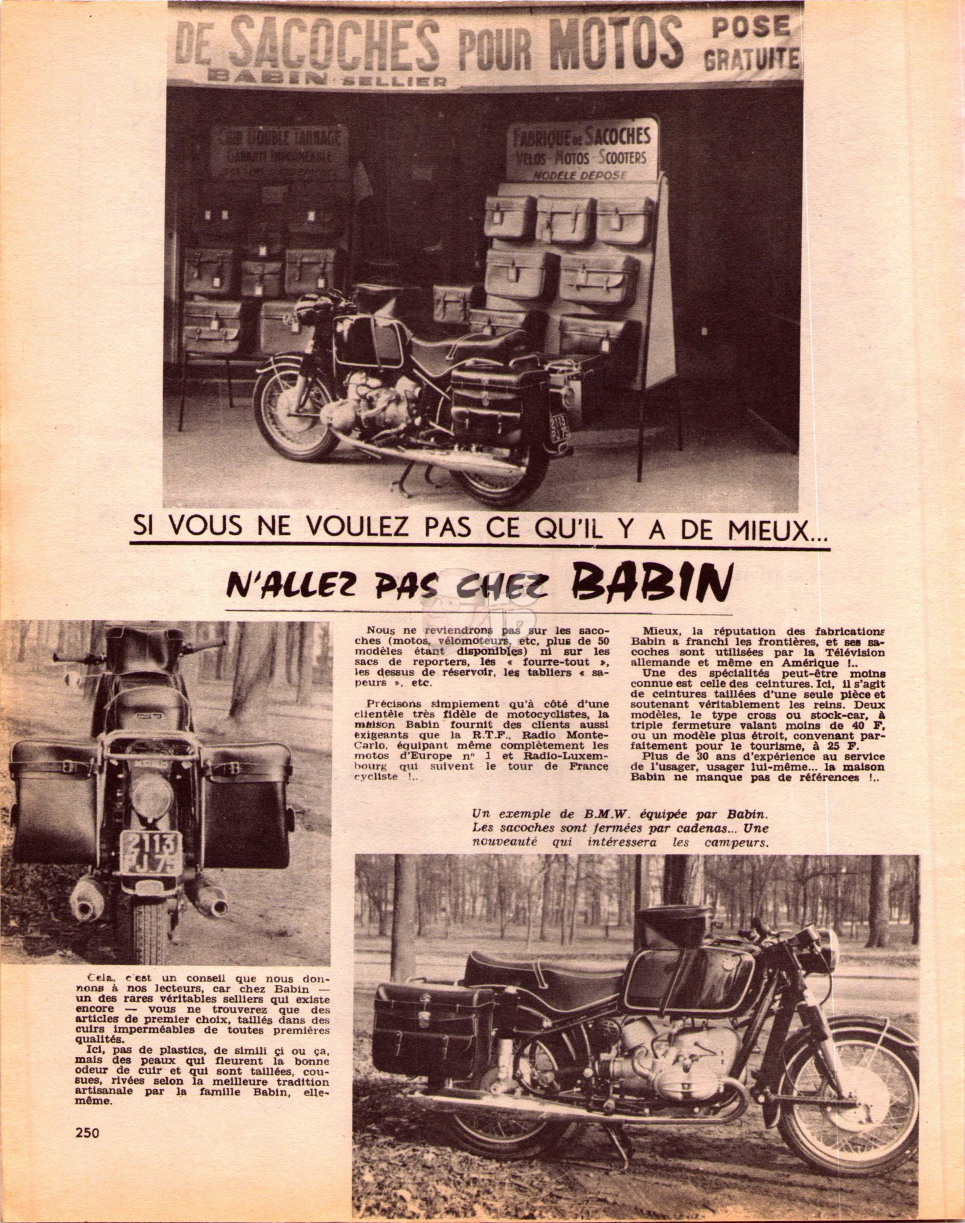 DE SACOCHES POUR MOTOS POSE
GRATUITE
BABIN SELLIER
CUIR DOUBLE TANNAGE
GARANTI IMPERMÉABLE
FABRIQUE DE SACOCHES
VELOS - MOTOS - SCOOTERS
MODELE DEPOSE
SI VOUS NE VOULEZ PAS CE QU'IL Y A DE MIEUX...
N'ALLEZ PAS CHEZ BABIN
2113
75
Cela, c'est un conseil que nous don-
nons à nos lecteurs, car chez Babin —
un des rares véritables selliers qui existe
encore — vous ne trouverez que des
articles de premier choix, taillés dans des
cuirs imperméables de toutes premières
qualités.
Ici, pas de plastics, de simili çi ou ça,
mais des peaux qui fleurent la bonne
odeur de cuir et qui sont taillées, cou-
sues, rivées selon la meilleure tradition
artisanale par la famille Babin, elle-
même.
250
Nous ne reviendrons pas sur les saco-
ches (motos, vélomoteurs, etc, plus de 50
modèles étant disponibles) ni sur les
sacs de reporters, les « fourre-tout »,
les dessus de réservoir, les tabliers « sa-
peurs », etc.
Précisons simplement qu'à côté d'une
clientèle très fidèle de motocyclistes, la
maison Babin fournit des clients aussi
exigeants que la R.T.F., Radio Monte-
Carlo, équipant même complètement les
motos d'Europe n° 1 et Radio-Luxem-
bourg qui suivent le tour de France
cycliste !..
Mieux, la réputation des fabrications
Babin a franchi les frontières, et ses sa-
coches sont utilisées par la Télévision
allemande et même en Amérique !..
Une des spécialités peut-être moins
connue est celle des ceintures. Ici, il s'agit
de ceintures taillées d'une seule pièce et
soutenant véritablement les reins. Deux
modèles, le type cross ou stock-car, à
triple fermeture valant moins de 40 F,
ou un modèle plus étroit, convenant par-
faitement pour le tourisme, à 25 F.
Plus de 30 ans d'expérience au service
de l'usager, usager lui-même... la maison
Babin ne manque pas de références !..
Un exemple de B.M.W. équipée par Babin.
Les sacoches sont fermées par cadenas... Une
nouveauté qui intéressera les campeurs.